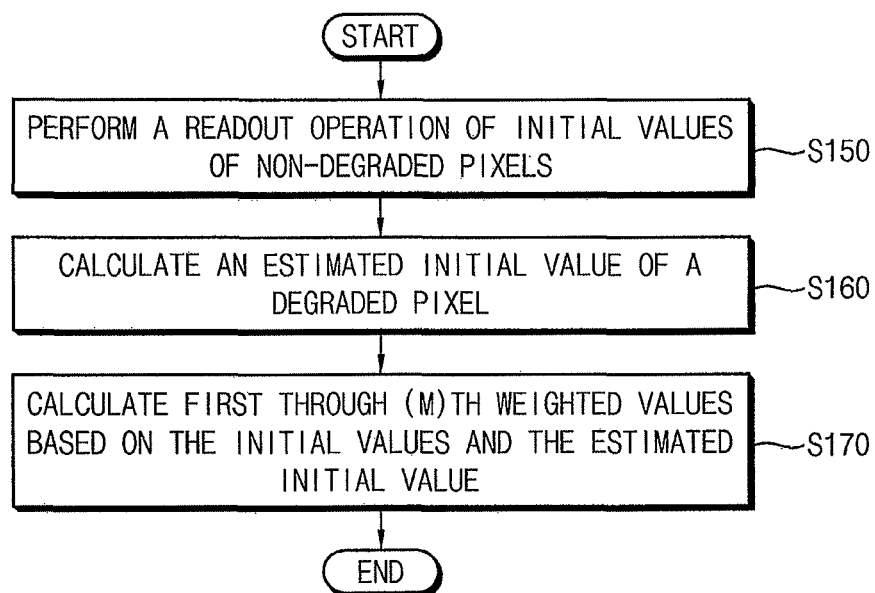 START
PERFORM A READOUT OPERATION OF INITIAL VALUES
OF NON-DEGRADED PIXELS
S150
CALCULATE AN ESTIMATED INITIAL VALUE OF A
DEGRADED PIXEL
S160
CALCULATE FIRST THROUGH (M)TH WEIGHTED VALUES
BASED ON THE INITIAL VALUES AND THE ESTIMATED
INITIAL VALUE
S170
END